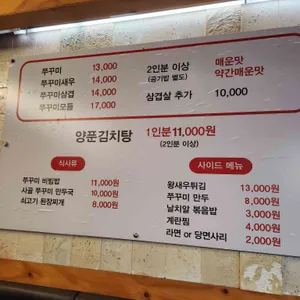 쭈꾸미 13,000
쭈꾸미새우 14,000
쭈꾸미삼겹 14,000
쭈꾸미모듬 17,000
2인분 이상
(공기밥 별도)
매운맛
약간매운맛
삼겹살 추가 10,000
양푼김치탕 1인분11,000원
(2인분 이상)
식사류
쭈꾸미 비빔밥 11,000원
사골 쭈꾸미 만두국 10,000원
쇠고기 된장찌개 8,000원
사이드 메뉴
왕새우튀김 13,000원
쭈꾸미 만두 8,000원
날치알 볶음밥 3,000원
계란찜 4,000원
라면 or 당면사리 2,000원